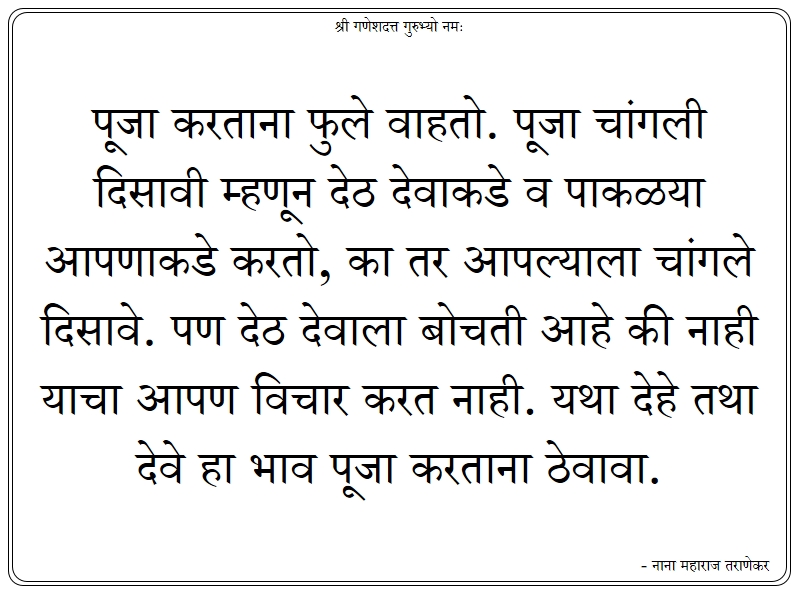 श्री गणेशदत्त गुरुभ्यो नमः
पूजा करताना फुले वाहतो. पूजा चांगली
दिसावी म्हणून देठ देवाकडे व पाकळया
आपणाकडे करतो, का तर आपल्याला चांगले
दिसावे. पण देठ देवाला बोचती आहे की नाही
याचा आपण विचार करत नाही. यथा देहे तथा
देवे हा भाव पूजा करताना ठेवावा.
- नाना महाराज तराणेकर